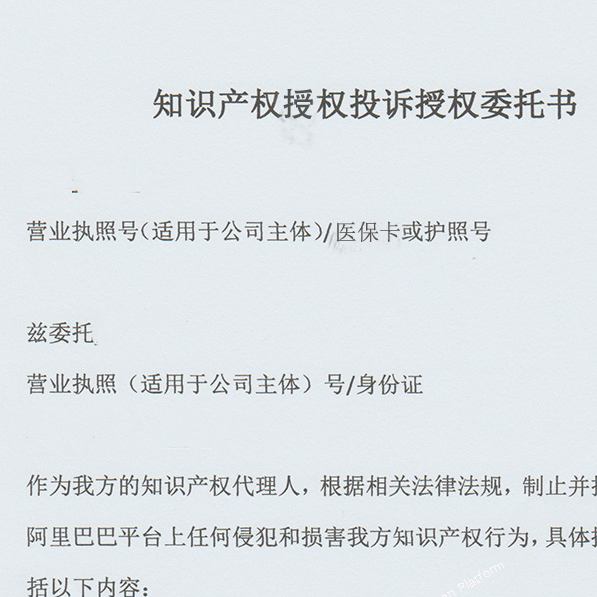 知识产权授权投诉授权委托书
营业执照号(适用于公司主体)/医保卡或护照号
兹委托
营业执照（适用于公司主体）号/身份证
作为我方的知识产权代理人，根据相关法律法规，制止并
阿里巴巴平台上任何侵犯和损害我方知识产权行为，具体
括以下内容：
Platform